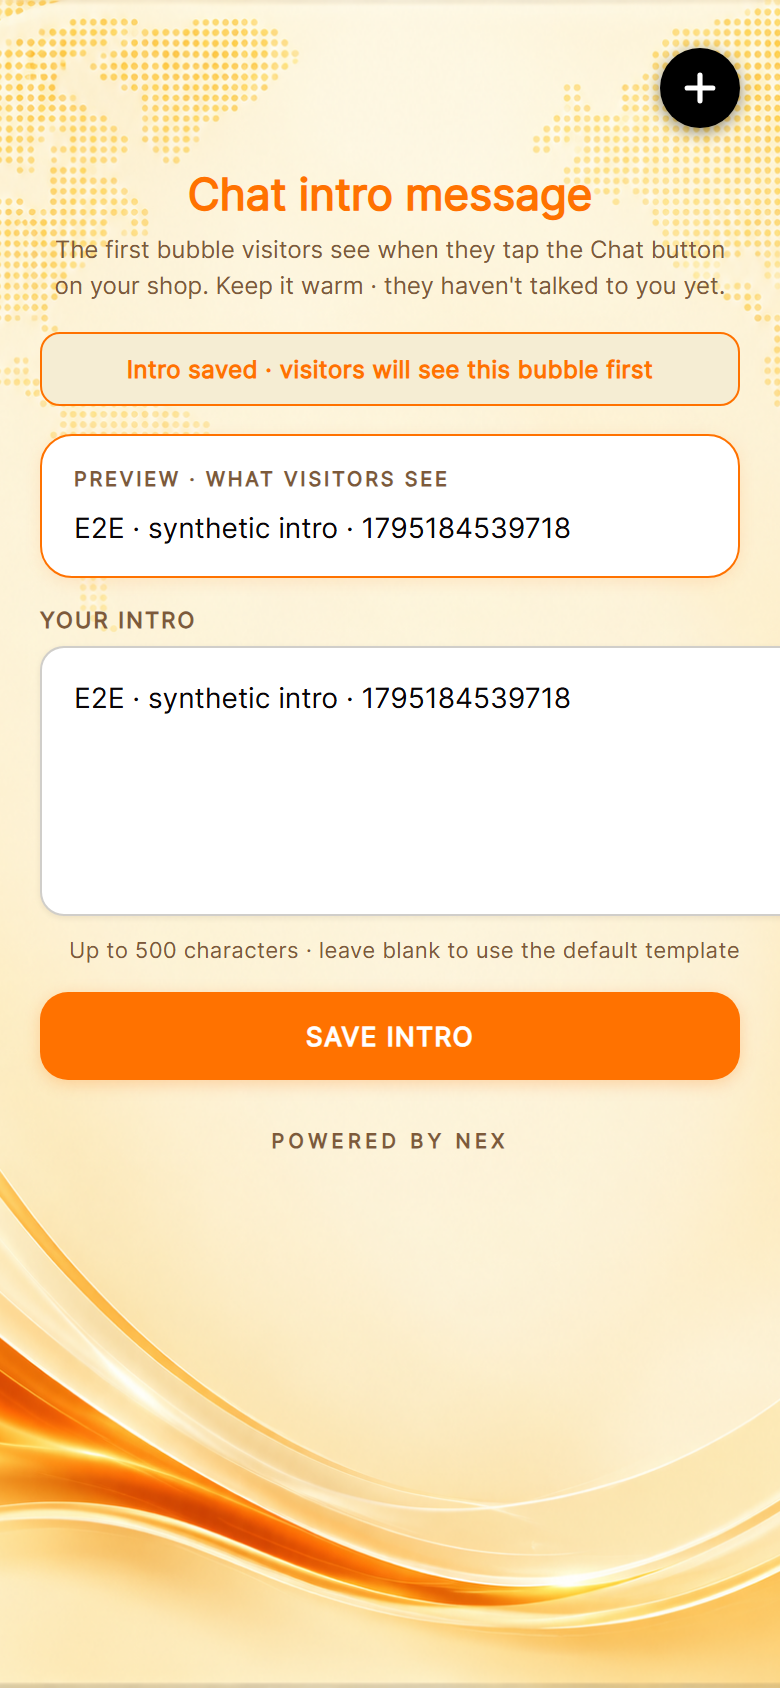 Chat intro message
The first bubble visitors see when they tap the Chat button
on your shop. Keep it warm · they haven't talked to you yet.
Intro saved · visitors will see this bubble first
PREVIEW · WHAT VISITORS SEE
E2E · synthetic intro · 1795184539718
YOUR INTRO
E2E · synthetic intro · 1795184539718
Up to 500 characters · leave blank to use the default template
SAVE INTRO
POWERED BY NEX